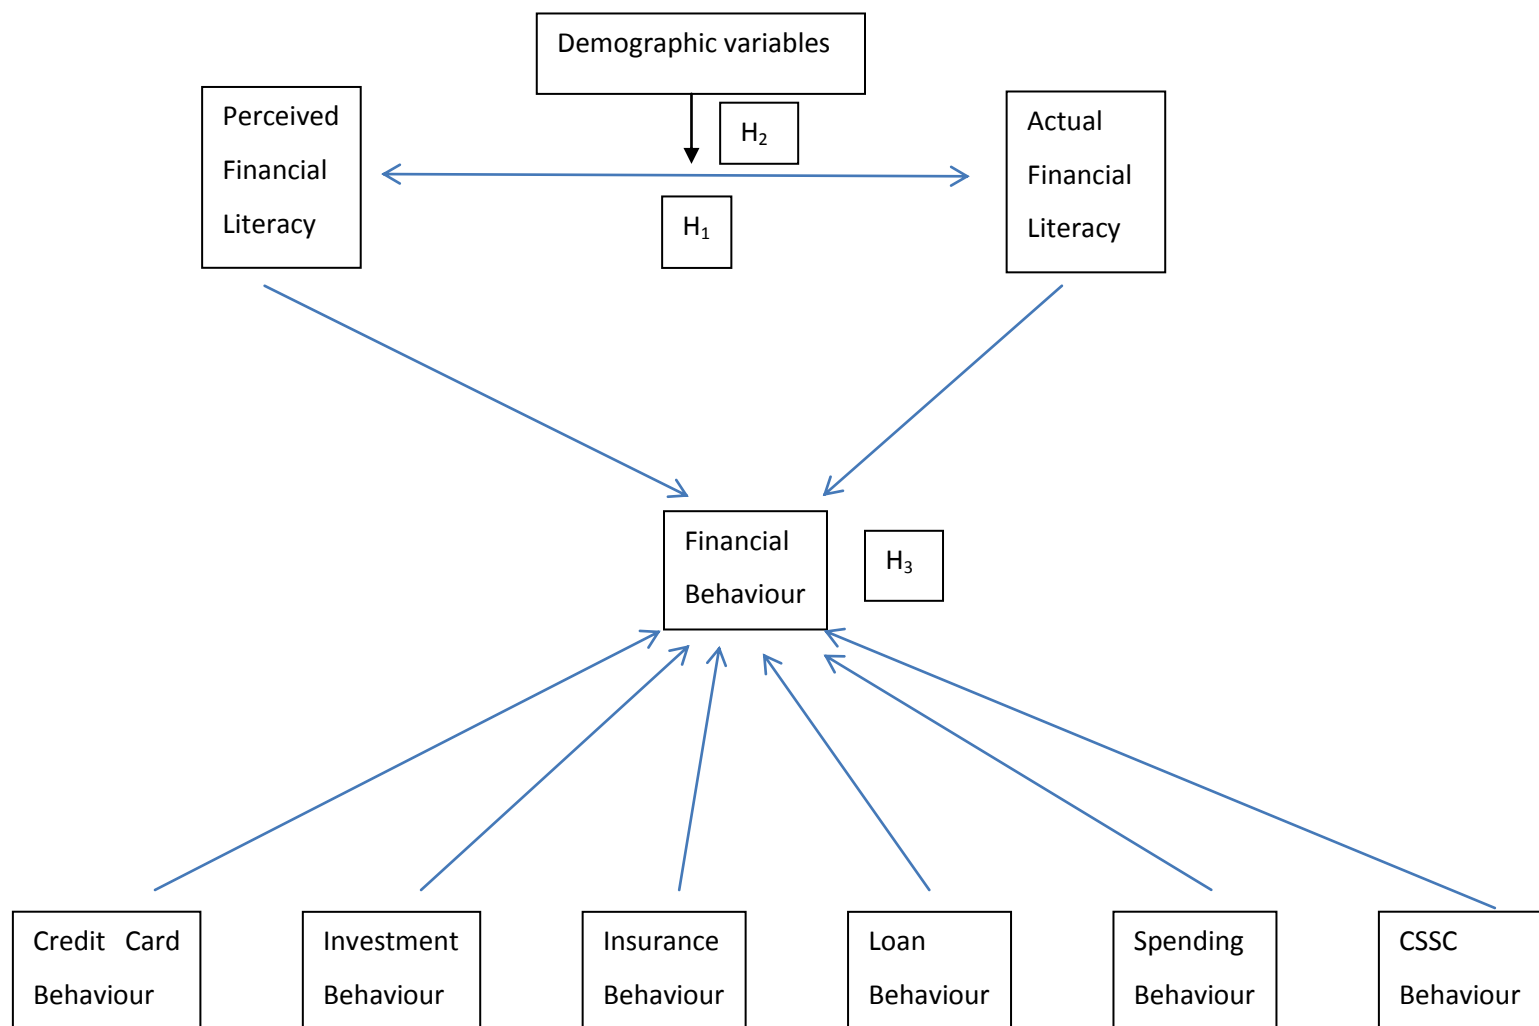 Demographic variables
Perceived
Financial
Literacy
H₂
H₁
Actual
Financial
Literacy
Financial
Behaviour
H₃
Credit Card
Behaviour
Investment
Behaviour
Insurance
Behaviour
Loan
Behaviour
Spending
Behaviour
CSSC
Behaviour